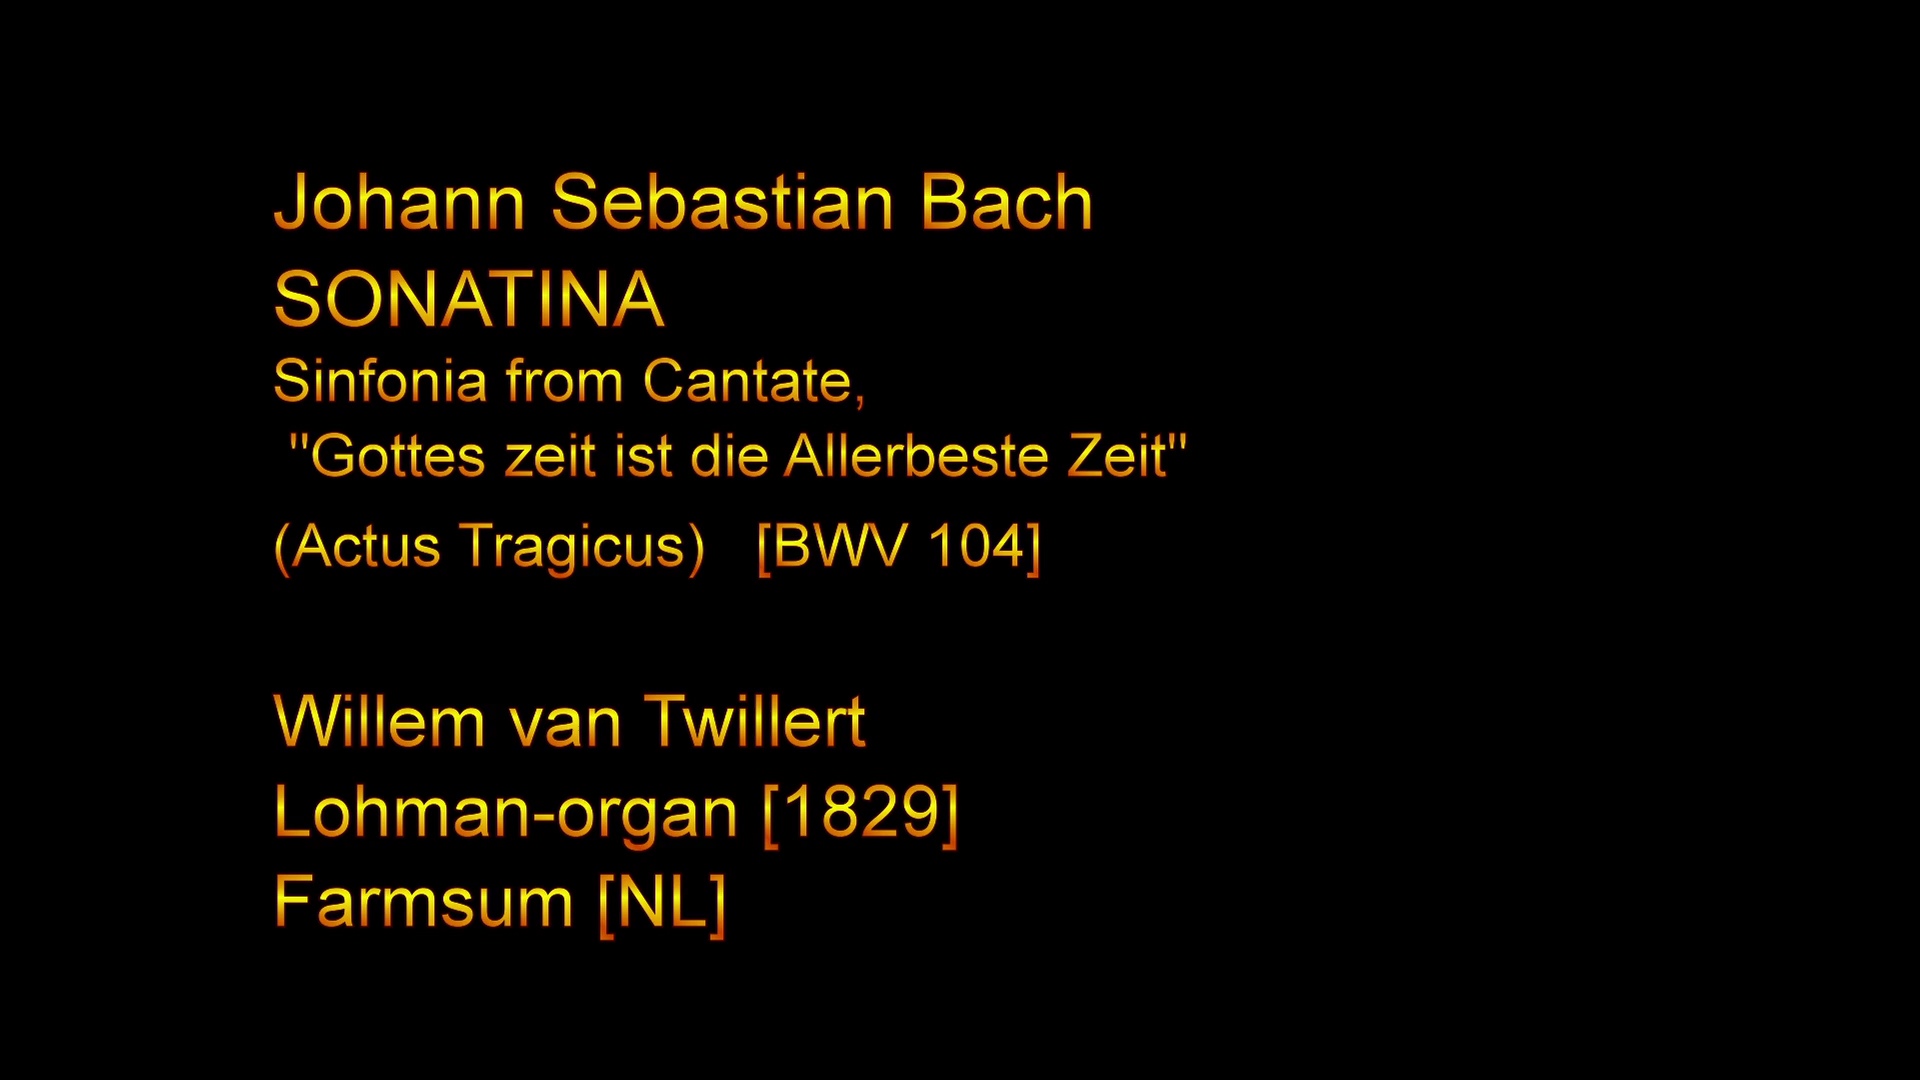 Johann Sebastian Bach
SONATINA
Sinfonia from Cantate,
"Gottes zeit ist die Allerbeste Zeit"
(Actus Tragicus) [BWV 104]
Willem van Twillert
Lohman-organ [1829]
Farmsum [NL]